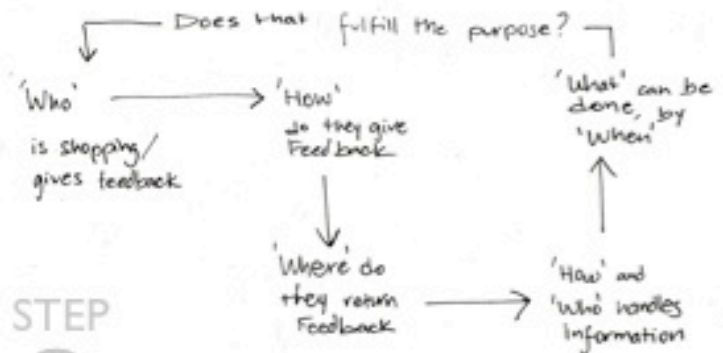 Does that fulfill the purpose?
'Who'
is shopping/
gives feedback
'How'
do they give
Feedback
'Where' do
they return
Feedback
'How' and
'Who' handles
Information
'What' can be
done, by
'When'
STEP